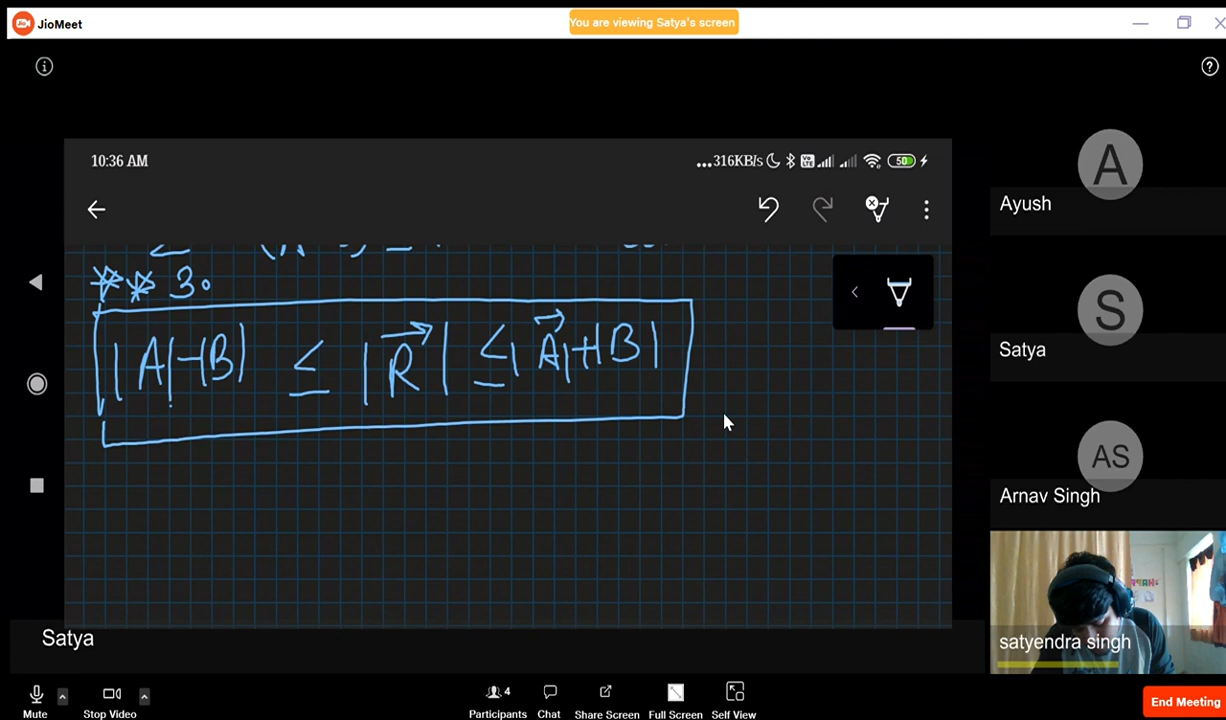 JioMeet
You are viewing Satya's screen
10:36 AM
...316KB/s
50
** 3.
|A|-|B| ≤ |R⃗| ≤ |A⃗|+|B|
A
Ayush
S
Satya
AS
Arnav Singh
satyendra singh
Satya
Mute
Stop Video
4
Participants
Chat
Share Screen
Full Screen
Self View
End Meeting